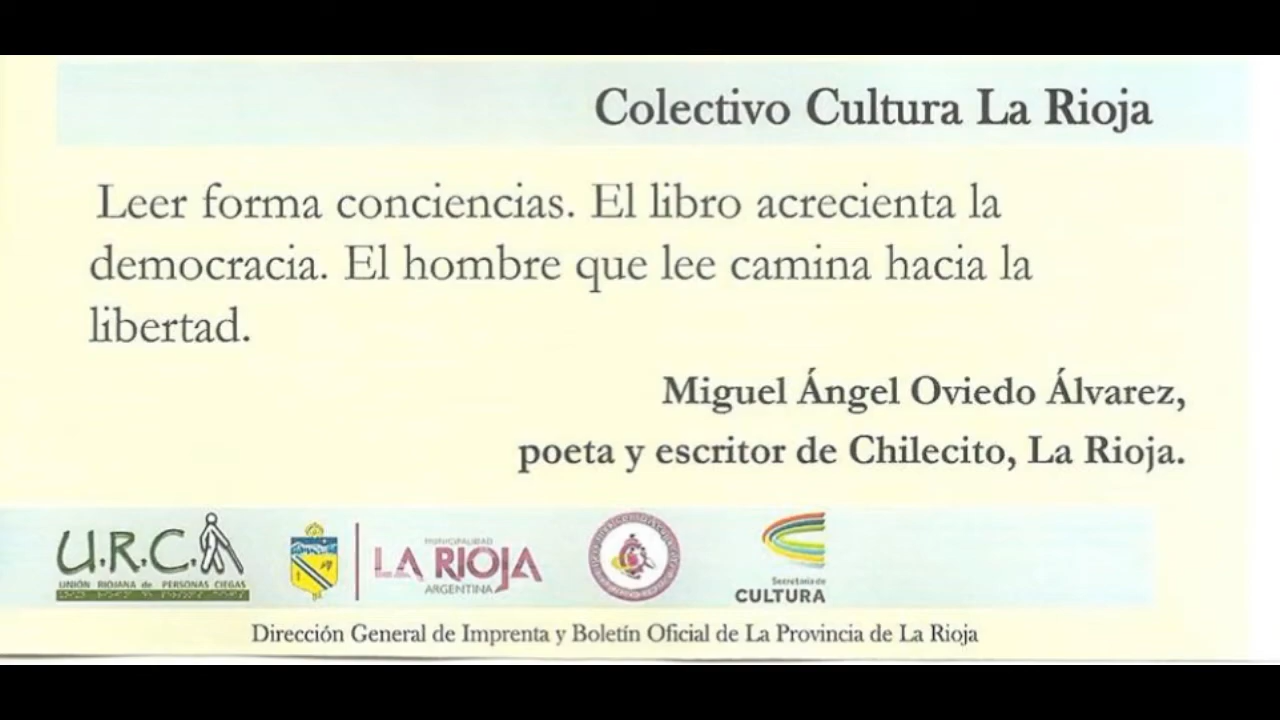 Colectivo Cultura La Rioja
Leer forma conciencias. El libro acrecienta la
democracia. El hombre que lee camina hacia la
libertad.
Miguel Ángel Oviedo Álvarez,
poeta y escritor de Chilecito, La Rioja.
U.R.C.
UNIÓN RIOJANA de PERSONAS CIEGAS
MUNICIPALIDAD
LA RIOJA
ARGENTINA
Secretaría de
CULTURA
Dirección General de Imprenta y Boletín Oficial de La Provincia de La Rioja